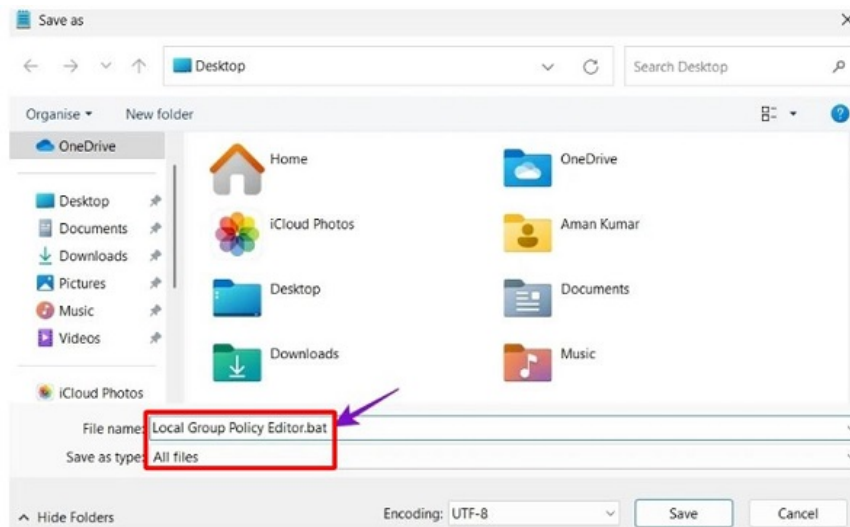 Save as
Desktop
Search Desktop
Organise
New folder
OneDrive
Desktop
Documents
Downloads
Pictures
Music
Videos
iCloud Photos
Home
OneDrive
iCloud Photos
Aman Kumar
Desktop
Documents
Downloads
Music
File name: Local Group Policy Editor.bat
Save as type: All files
Hide Folders
Encoding: UTF-8
Save
Cancel